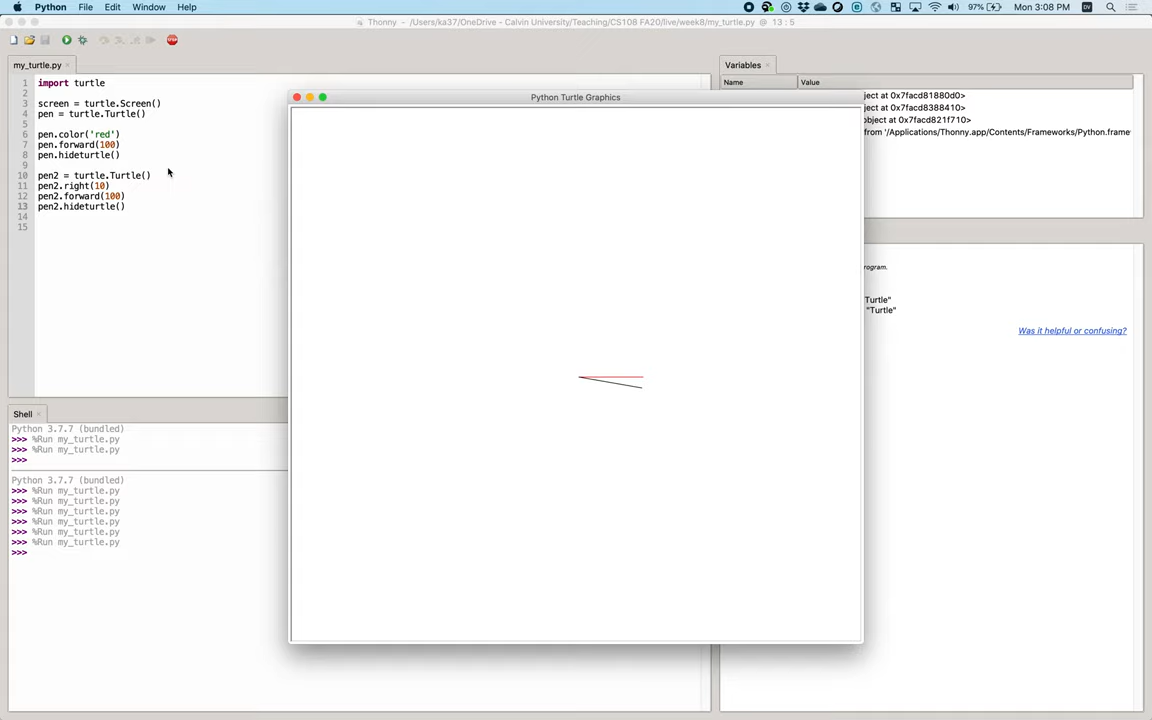 Python File Edit Window Help 97% Mon 3:08 PM DV
Thonny - /Users/ka37/OneDrive - Calvin University/Teaching/CS108 FA20/live/week8/my_turtle.py @ 13 : 5
my_turtle.py
1 import turtle
2
3 screen = turtle.Screen()
4 pen = turtle.Turtle()
5
6 pen.color('red')
7 pen.forward(100)
8 pen.hideturtle()
9
10 pen2 = turtle.Turtle()
11 pen2.right(10)
12 pen2.forward(100)
13 pen2.hideturtle()
14
15
Shell
Python 3.7.7 (bundled)
>>> %Run my_turtle.py
>>> %Run my_turtle.py
>>>
Python 3.7.7 (bundled)
>>> %Run my_turtle.py
>>> %Run my_turtle.py
>>> %Run my_turtle.py
>>> %Run my_turtle.py
>>> %Run my_turtle.py
>>> %Run my_turtle.py
>>>
Python Turtle Graphics
Variables
Name Value
ject at 0x7facd81880d0>
ject at 0x7facd8388410>
object at 0x7facd821f710>
from '/Applications/Thonny.app/Contents/Frameworks/Python.frame
rogram.
Turtle"
"Turtle"
Was it helpful or confusing?